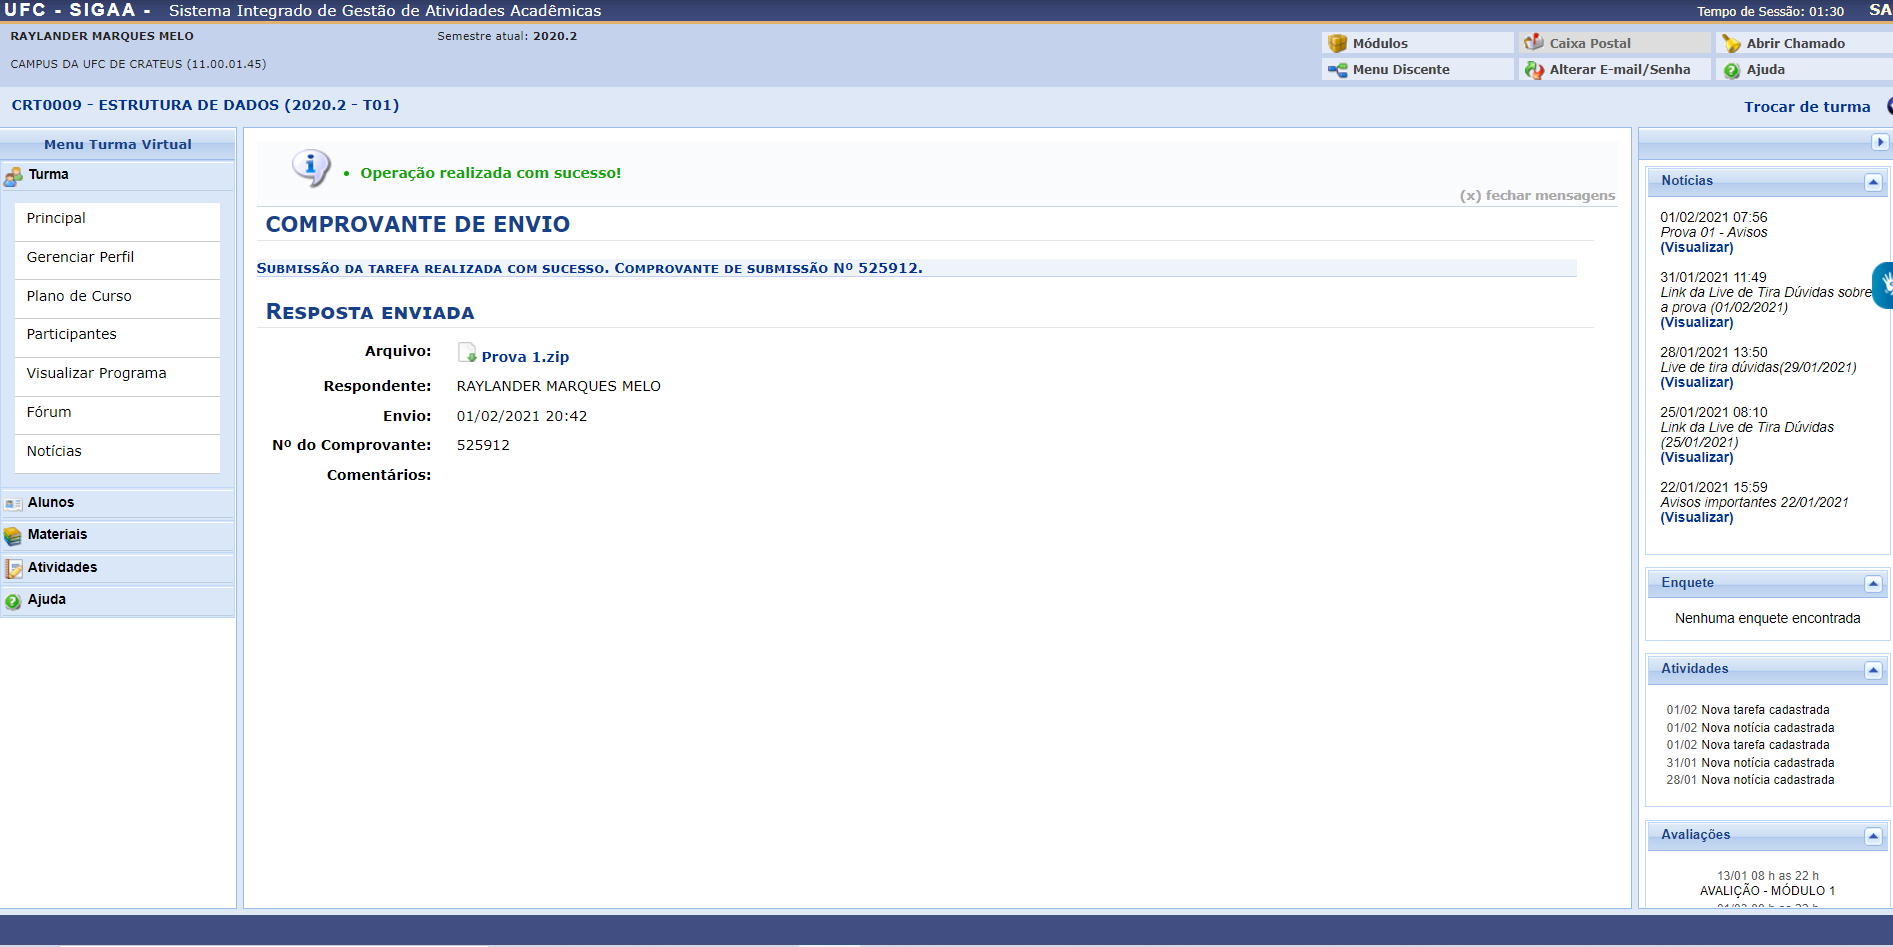 UFC - SIGAA - Sistema Integrado de Gestão de Atividades Acadêmicas
Tempo de Sessão: 01:30 SA
RAYLANDER MARQUES MELO
Semestre atual: 2020.2
CAMPUS DA UFC DE CRATEUS (11.00.01.45)
Módulos
Caixa Postal
Abrir Chamado
Menu Discente
Alterar E-mail/Senha
Ajuda
CRT0009 - ESTRUTURA DE DADOS (2020.2 - T01)
Trocar de turma
Menu Turma Virtual
Turma
Principal
Gerenciar Perfil
Plano de Curso
Participantes
Visualizar Programa
Fórum
Notícias
Alunos
Materiais
Atividades
Ajuda
• Operação realizada com sucesso!
(x) fechar mensagens
COMPROVANTE DE ENVIO
SUBMISSÃO DA TAREFA REALIZADA COM SUCESSO. COMPROVANTE DE SUBMISSÃO Nº 525912.
RESPOSTA ENVIADA
Arquivo: Prova 1.zip
Respondente: RAYLANDER MARQUES MELO
Envio: 01/02/2021 20:42
Nº do Comprovante: 525912
Comentários:
Notícias
01/02/2021 07:56
Prova 01 - Avisos
(Visualizar)
31/01/2021 11:49
Link da Live de Tira Dúvidas sobre
a prova (01/02/2021)
(Visualizar)
28/01/2021 13:50
Live de tira dúvidas(29/01/2021)
(Visualizar)
25/01/2021 08:10
Link da Live de Tira Dúvidas
(25/01/2021)
(Visualizar)
22/01/2021 15:59
Avisos importantes 22/01/2021
(Visualizar)
Enquete
Nenhuma enquete encontrada
Atividades
01/02 Nova tarefa cadastrada
01/02 Nova notícia cadastrada
01/02 Nova tarefa cadastrada
31/01 Nova notícia cadastrada
28/01 Nova notícia cadastrada
Avaliações
13/01 08 h as 22 h
AVALIÇÃO - MÓDULO 1